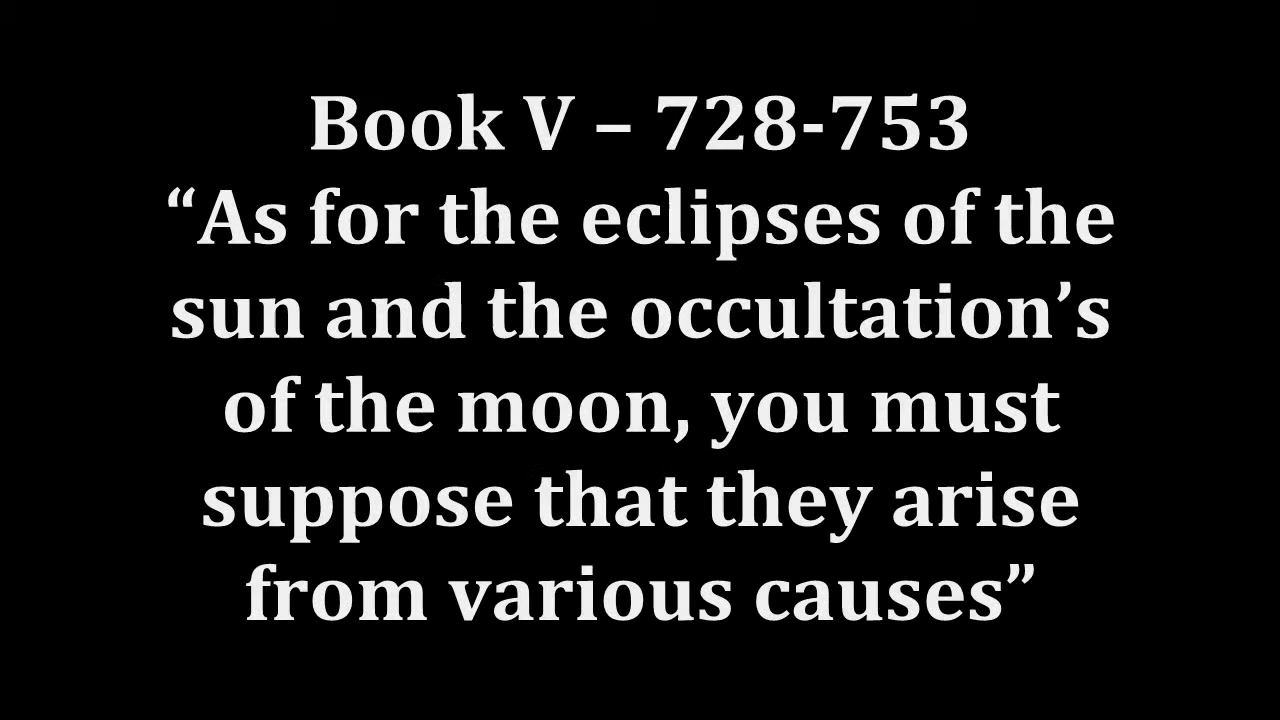 Book V – 728-753
“As for the eclipses of the
sun and the occultation’s
of the moon, you must
suppose that they arise
from various causes”